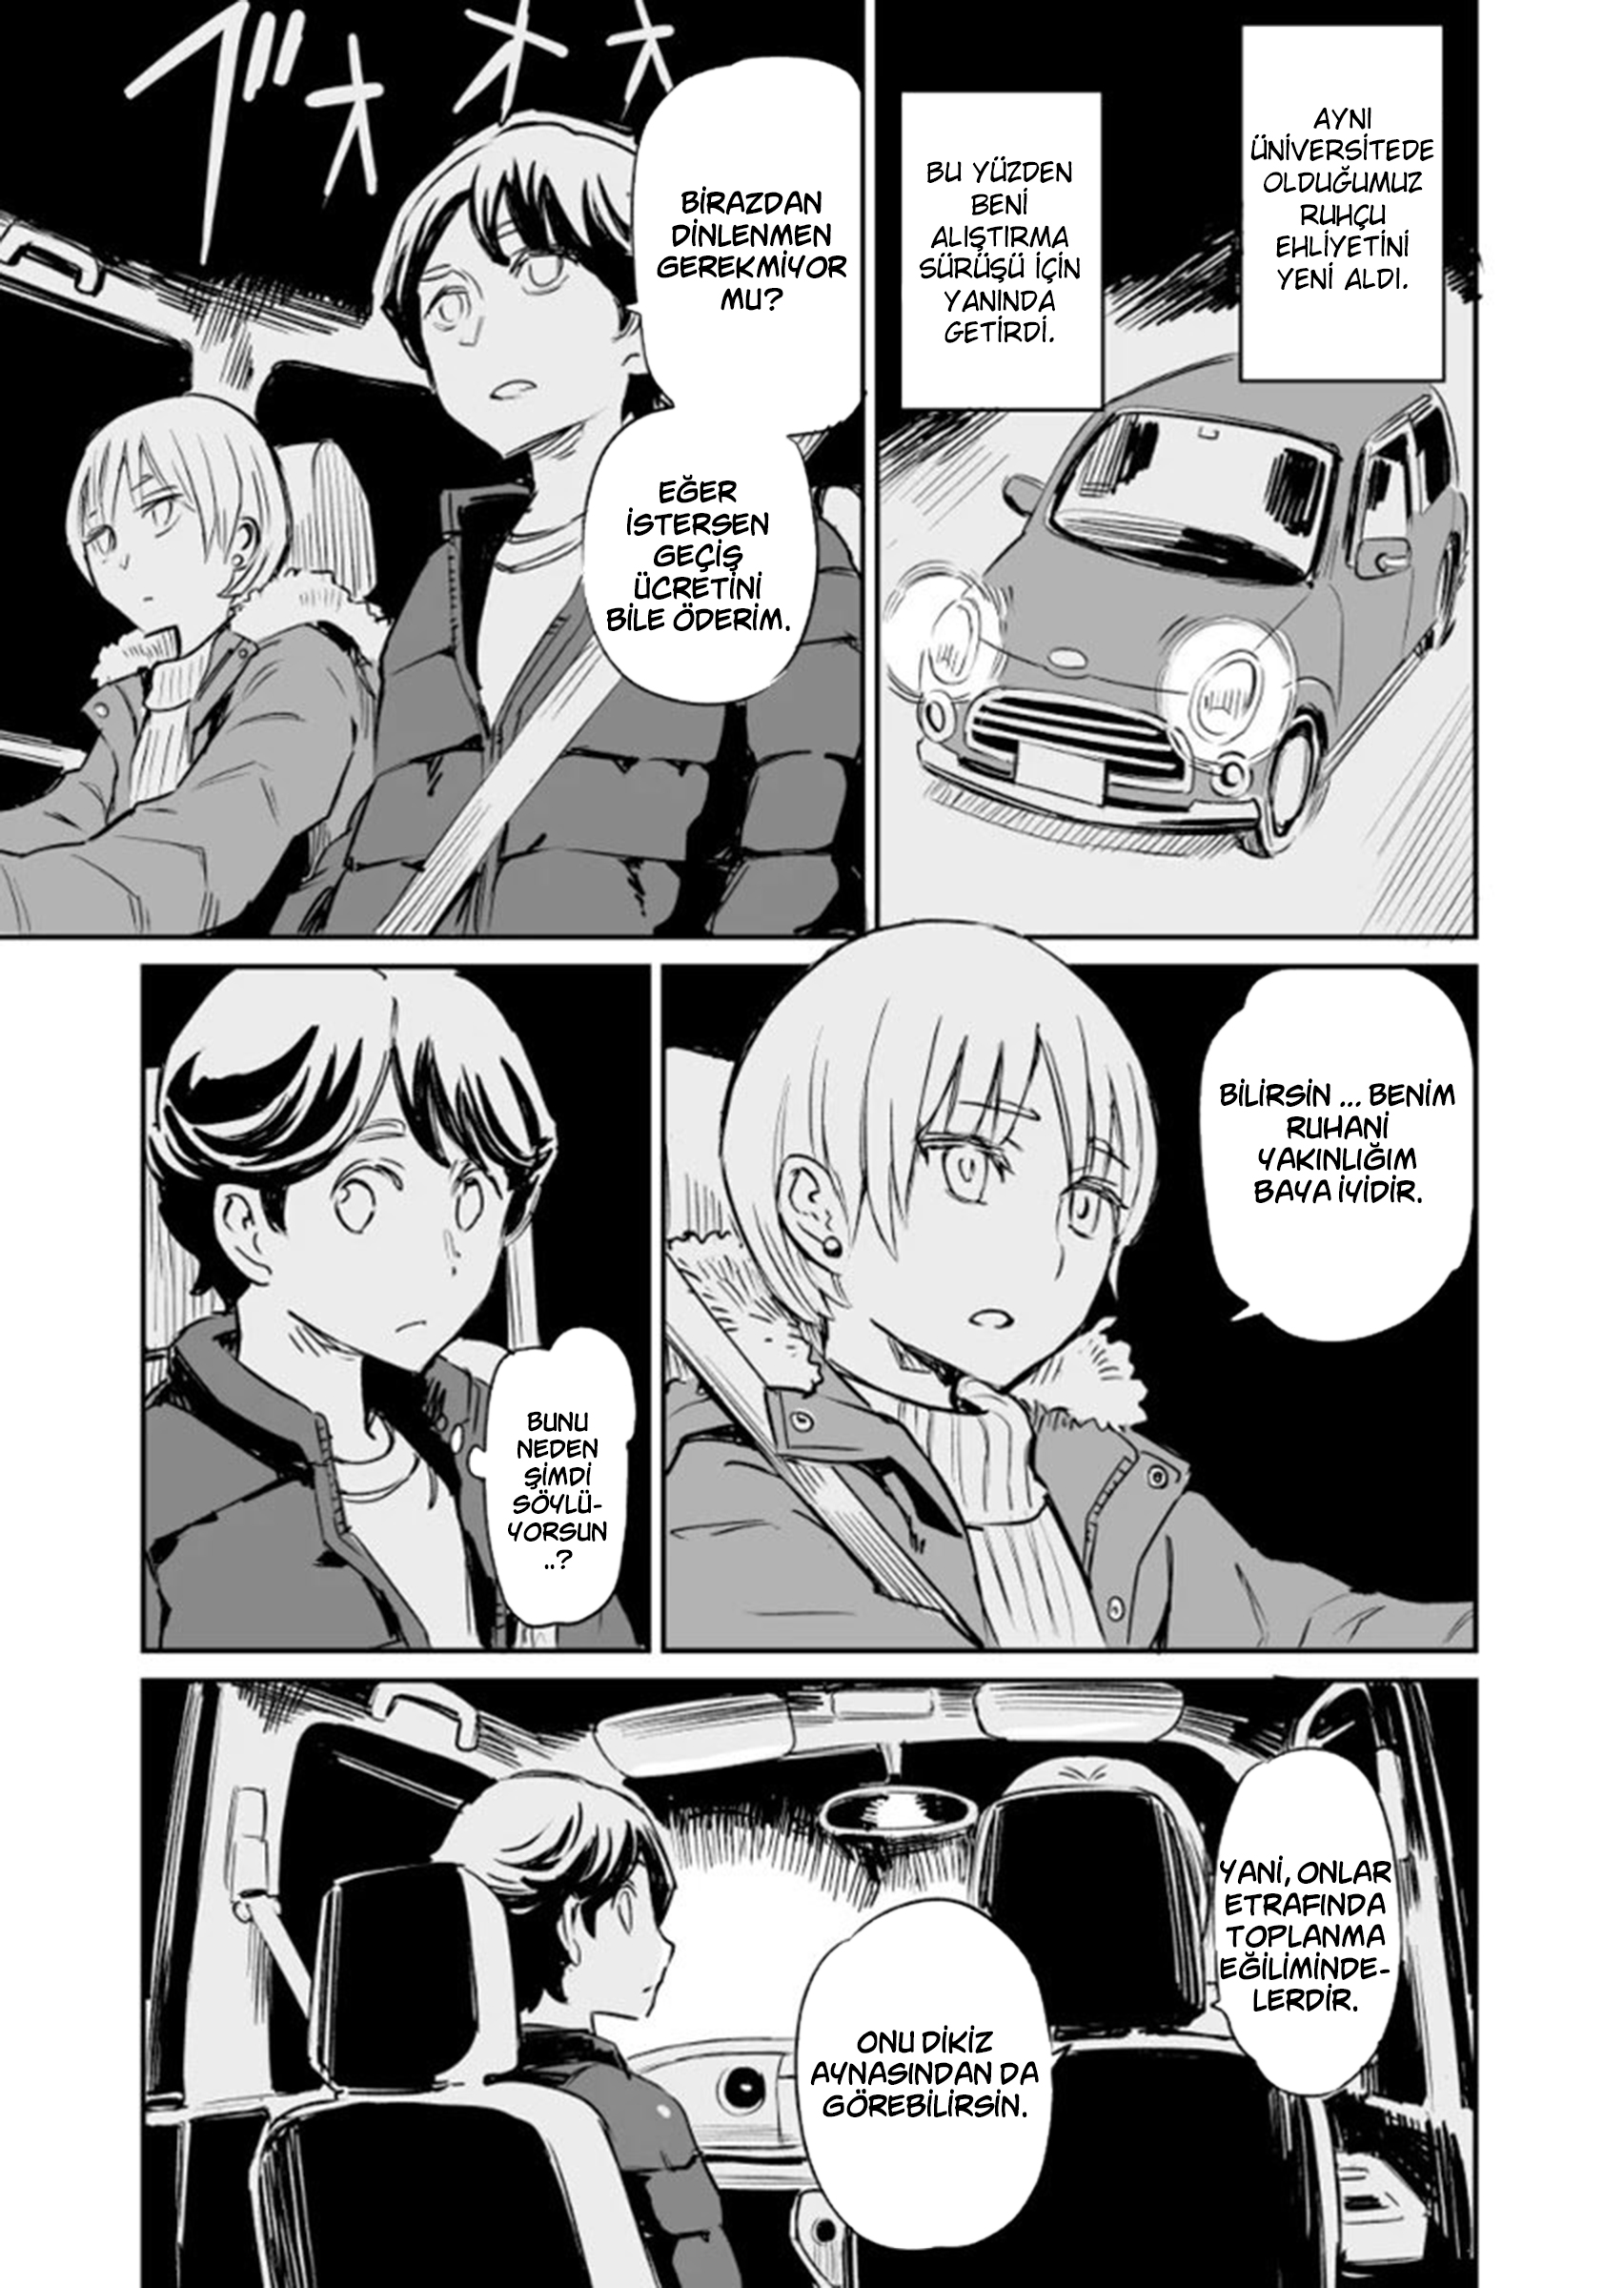 AYNI
ÜNİVERSİTEDE
OLDUĞUMUZ
RUHÇU
EHLİYETİNİ
YENİ ALDI.
BU YÜZDEN
BENİ
ALIŞTIRMA
SÜRÜŞÜ İÇİN
YANINDA
GETİRDİ.
ブオオオ
BİRAZDAN
DİNLENMEN
GEREKMİYOR
MU?
EĞER
İSTERSEN
GEÇİŞ
ÜCRETİNİ
BİLE ÖDERİM.
BİLİRSİN ... BENİM
RUHANİ
YAKINLIĞIM
BAYA İYİDİR.
BUNU
NEDEN
ŞİMDİ
SÖYLÜ-
YORSUN
..?
YANİ, ONLAR
ETRAFINDA
TOPLANMA
EĞİLİMİNDE-
LERDİR.
ONU DİKİZ
AYNASINDAN DA
GÖREBİLİRSİN.